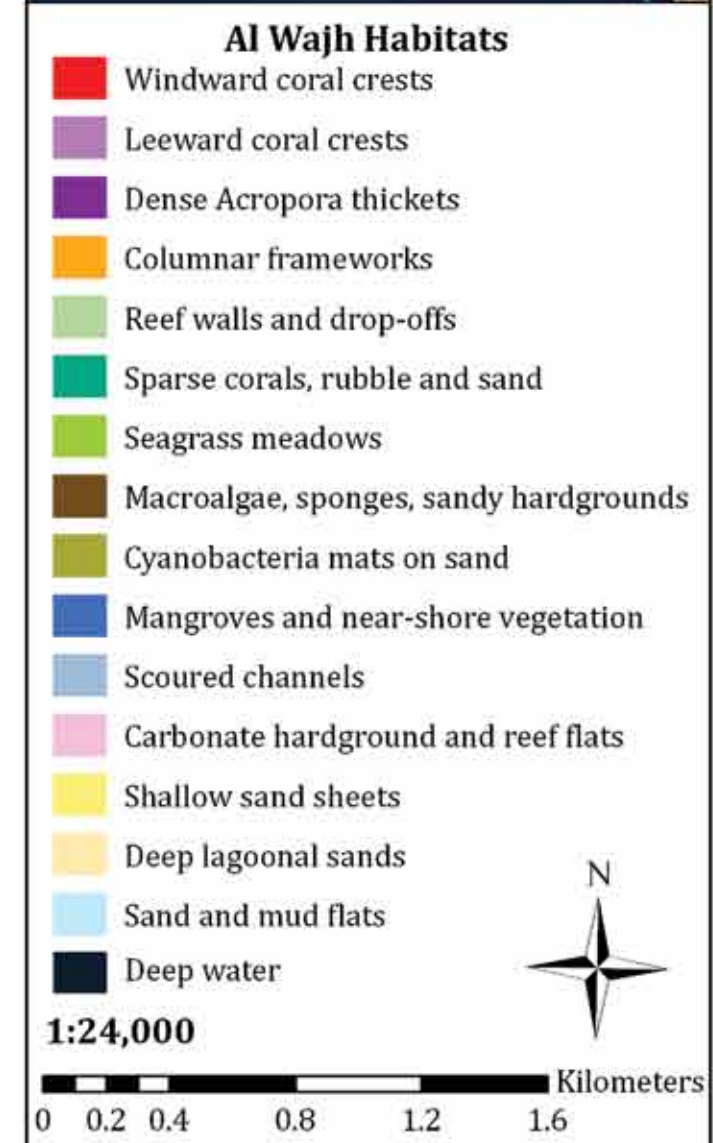 Al Wajh Habitats
Windward coral crests
Leeward coral crests
Dense Acropora thickets
Columnar frameworks
Reef walls and drop-offs
Sparse corals, rubble and sand
Seagrass meadows
Macroalgae, sponges, sandy hardgrounds
Cyanobacteria mats on sand
Mangroves and near-shore vegetation
Scoured channels
Carbonate hardground and reef flats
Shallow sand sheets
Deep lagoonal sands
N
Sand and mud flats
Deep water
1:24,000
Kilometers
0 0.2 0.4 0.8 1.2 1.6